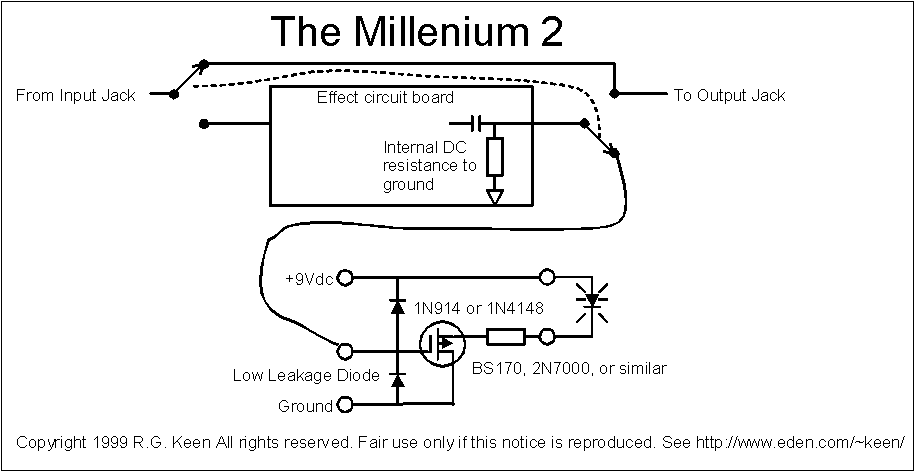 The Millenium 2
From Input Jack
To Output Jack
Effect circuit board
Internal DC
resistance to
ground
+9Vdc
1N914 or 1N4148
BS170, 2N7000, or similar
Low Leakage Diode
Ground
Copyright 1999 R.G. Keen All rights reserved. Fair use only if this notice is reproduced. See http://www.eden.com/~keen/